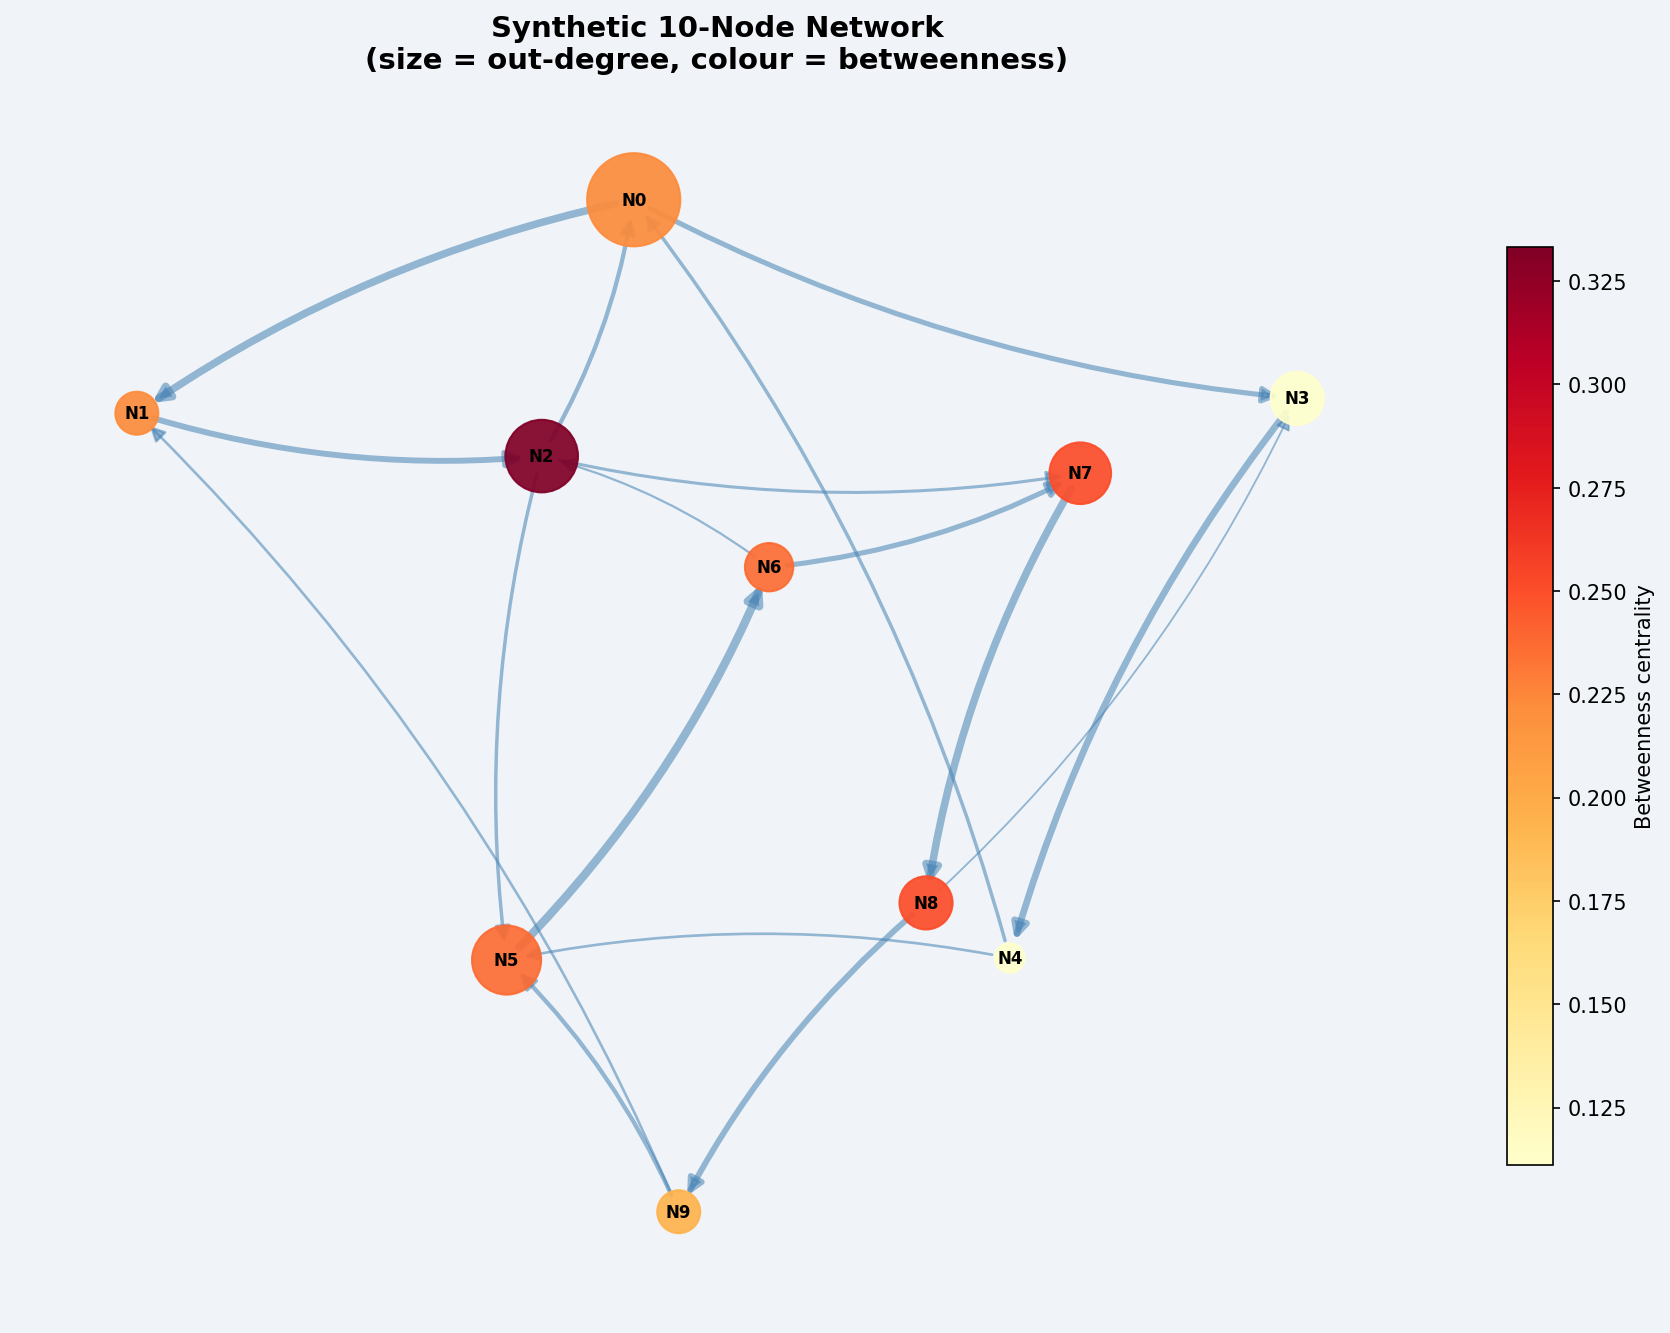 Synthetic 10-Node Network
(size = out-degree, colour = betweenness)
N0
N3
N1
N2
N7
N6
N8
N4
N5
N9
0.325
0.300
0.275
0.250
0.225
0.200
0.175
0.150
0.125
Betweenness centrality